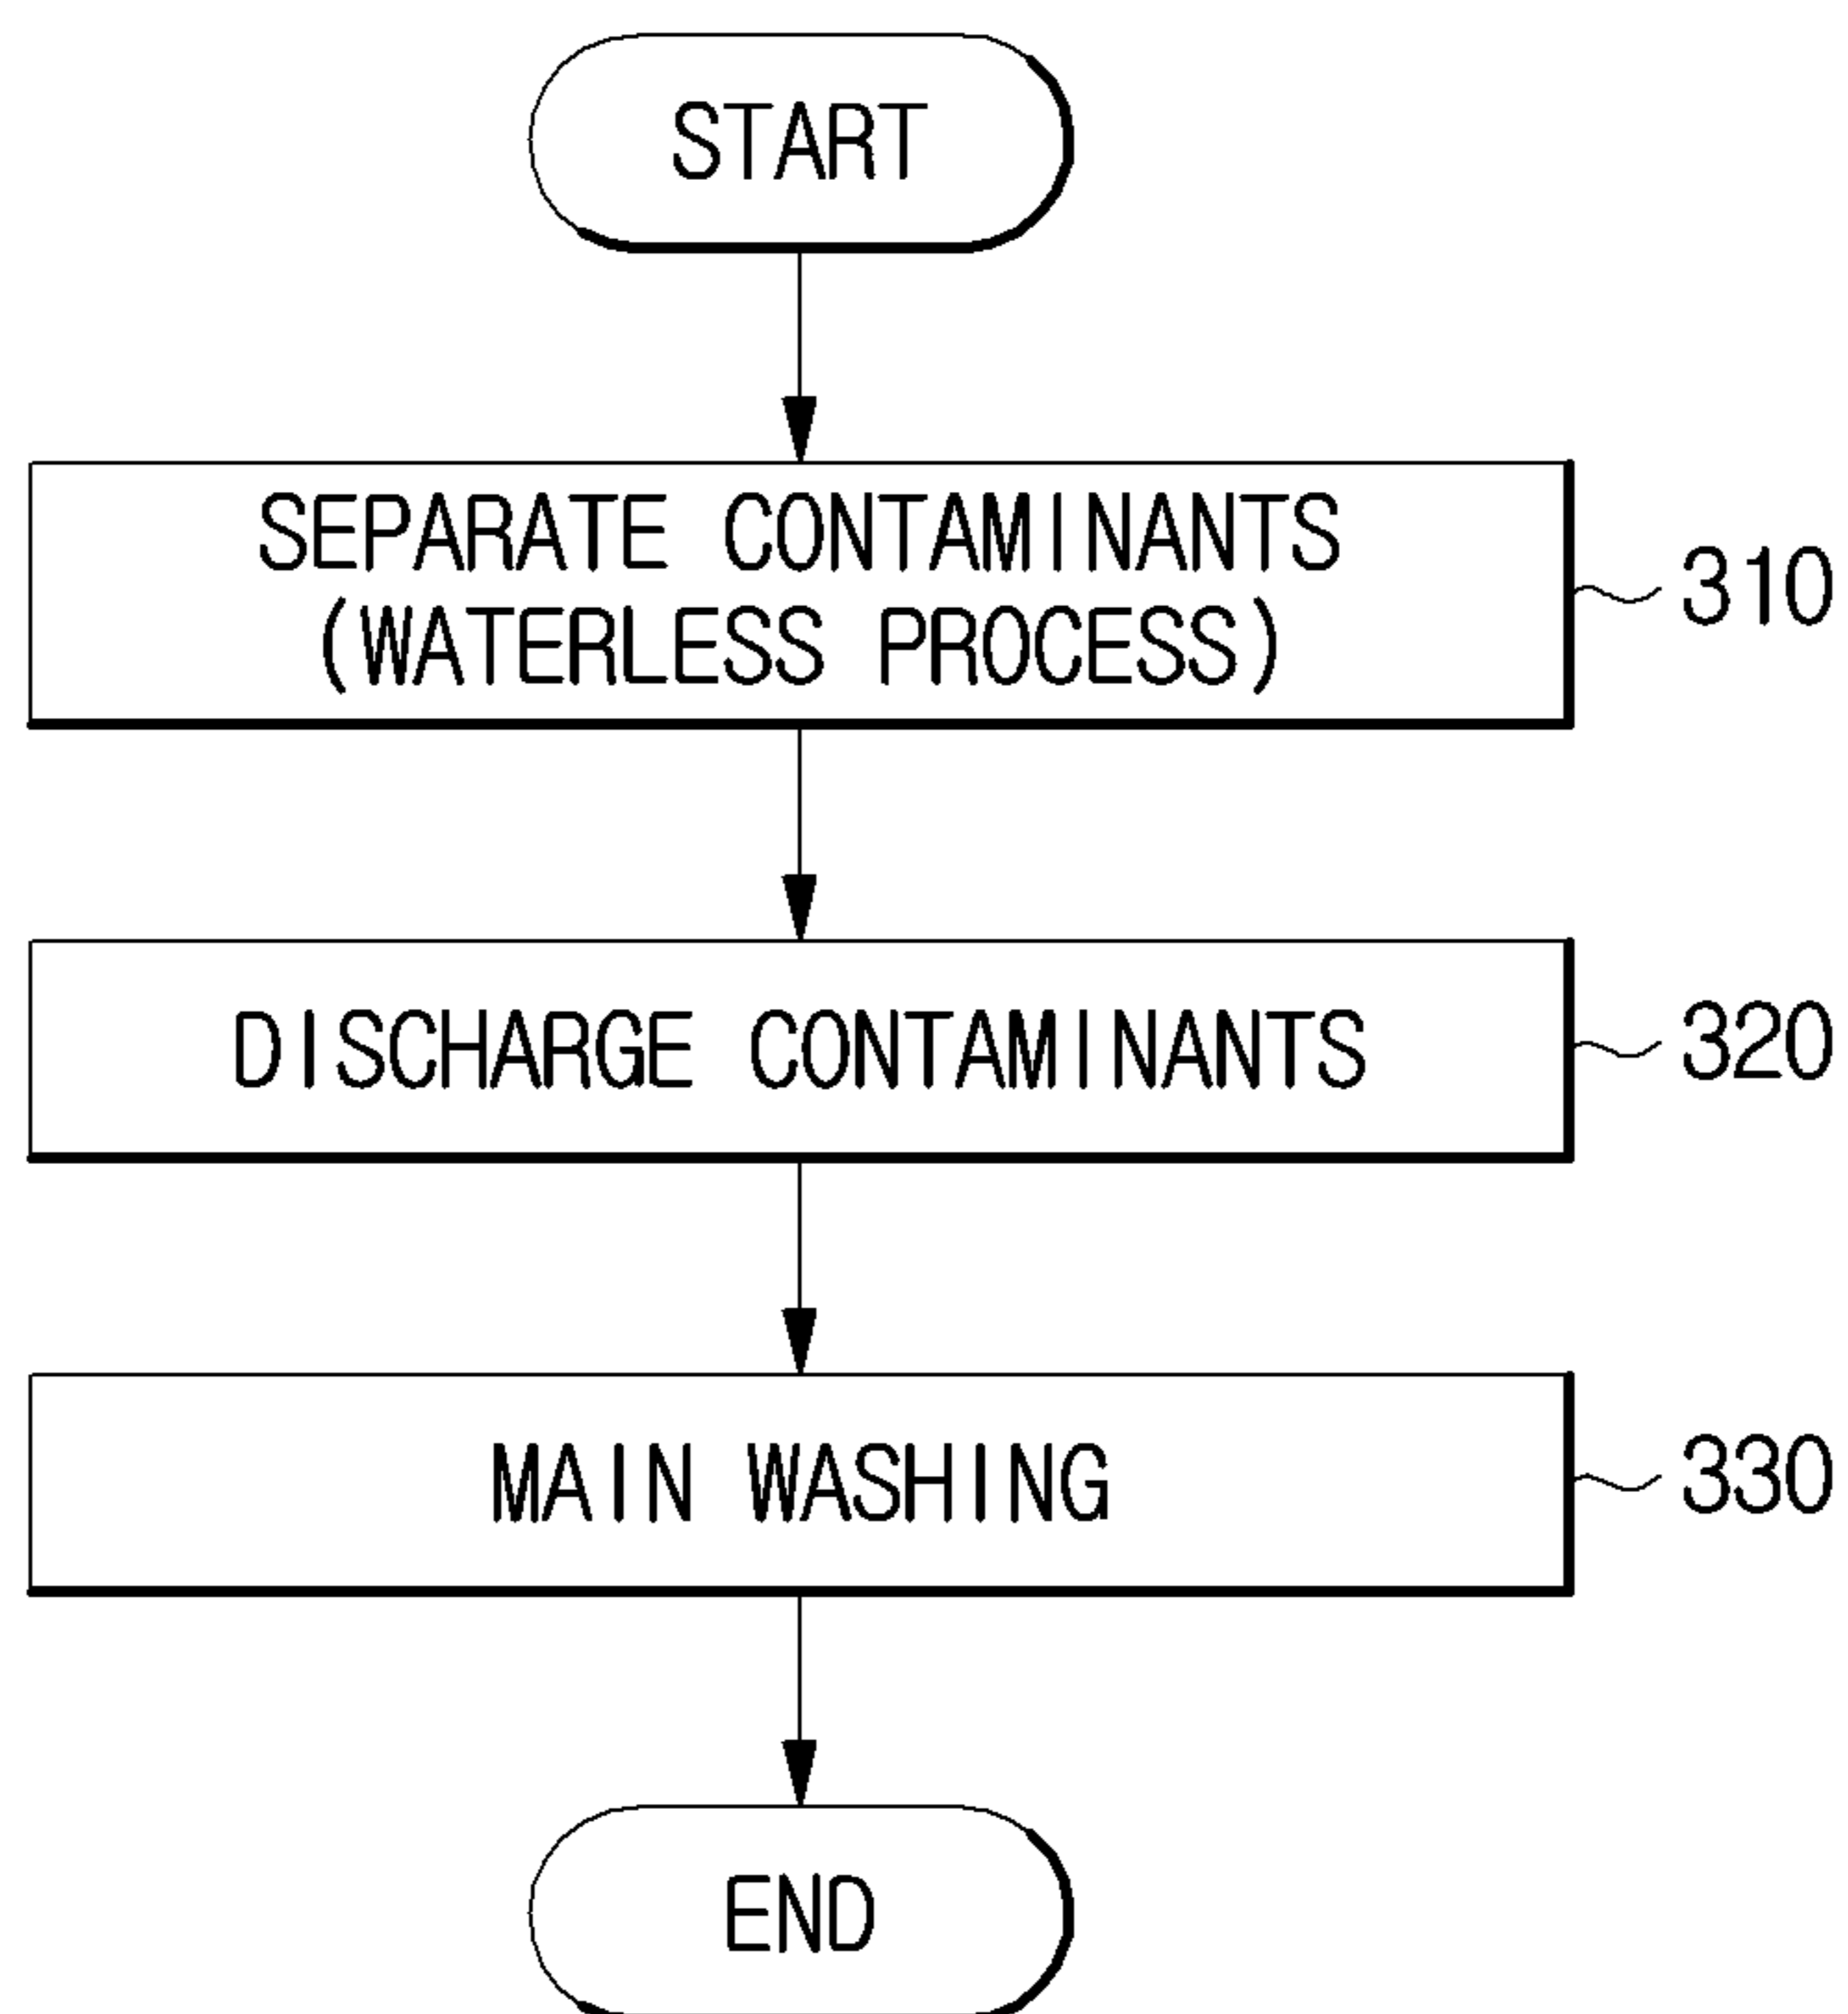 START
SEPARATE CONTAMINANTS
(WATERLESS PROCESS)
310
DISCHARGE CONTAMINANTS
320
MAIN WASHING
330
END